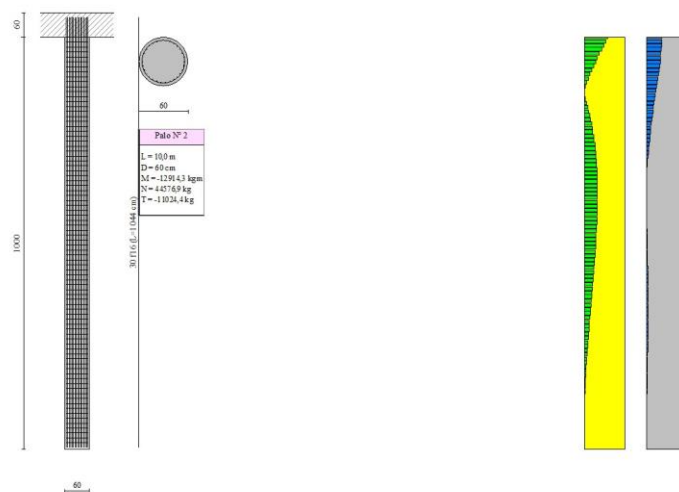 60
60
Palo N° 2
L = 10,0 m
D = 60 cm
M = -12914,3 kgm
N = 44576,9 kg
T = -11024,4 kg
1000
30 f16 (L=1044 cm)
60